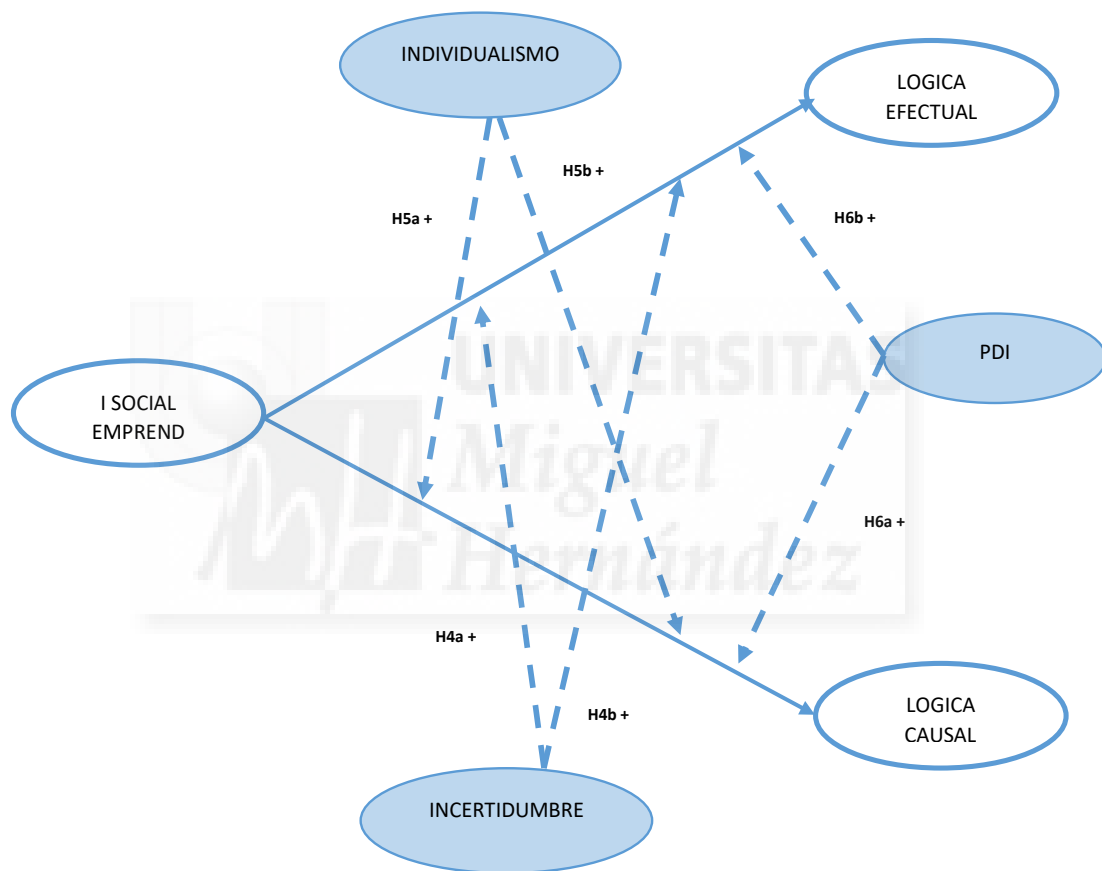 INDIVIDUALISMO
LOGICA
EFECTUAL
H5b +
H5a +
H6b +
PDI
UNIVERSITAS
Miguel
Hernández
I SOCIAL
EMPREND
H6a +
H4a +
H4b +
LOGICA
CAUSAL
INCERTIDUMBRE